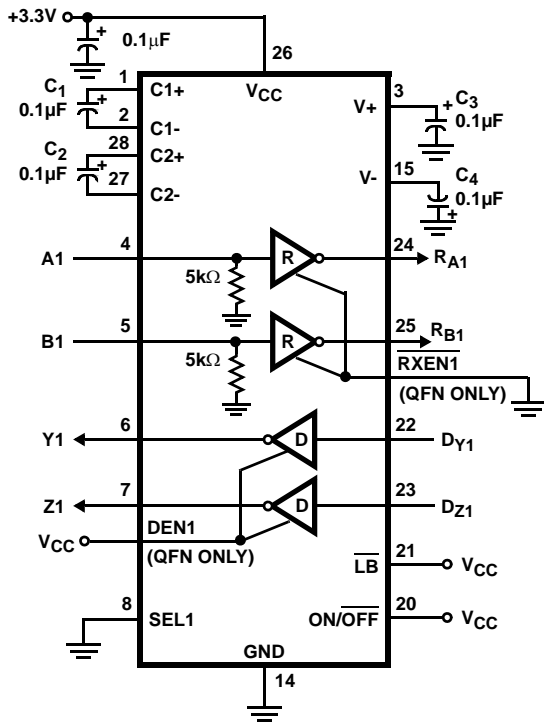 +3.3V
0.1µF
26
VCC
1
C1
0.1µF
C1+
2
C1-
28
C2
0.1µF
C2+
27
C2-
3
V+
C3
0.1µF
15
V-
C4
0.1µF
A1
4
5kΩ
R
24
RA1
B1
5
5kΩ
R
25
RB1
RXEN1
(QFN ONLY)
Y1
6
D
22
DY1
Z1
7
D
23
DZ1
VCC
DEN1
(QFN ONLY)
LB
21
VCC
8
SEL1
ON/OFF
20
VCC
GND
14